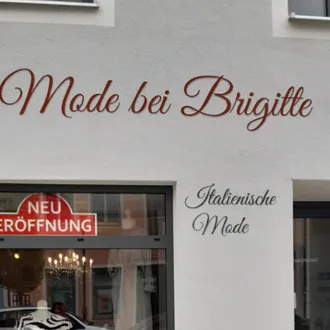 Mode bei Brigitte
Italienische
Mode
NEU
ERÖFFNUNG